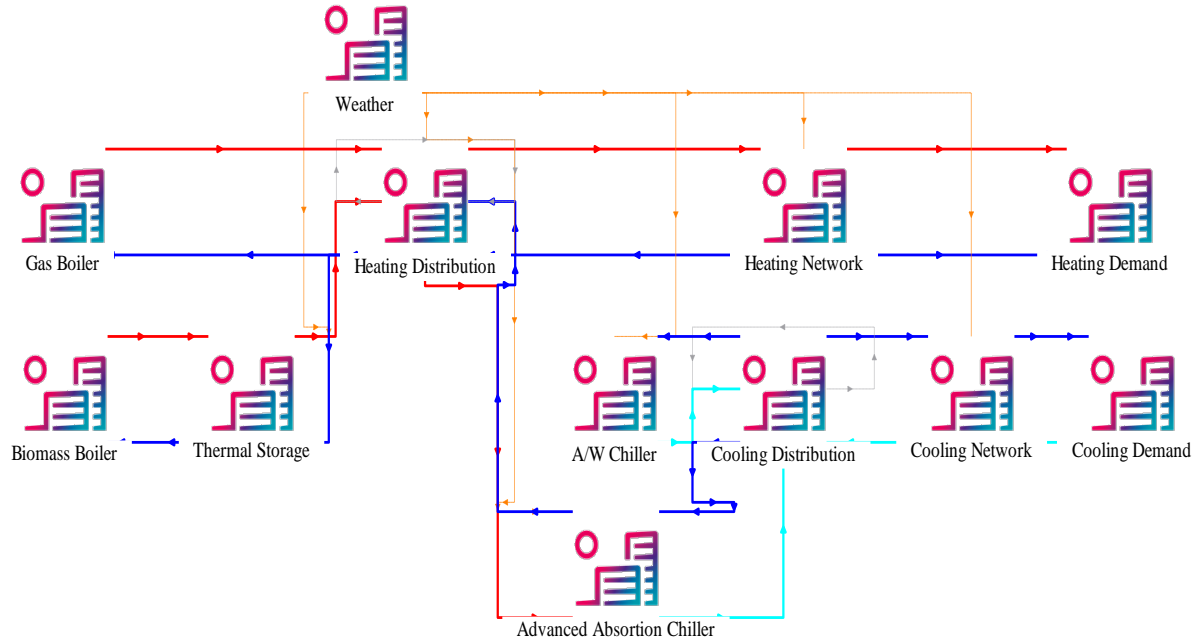 Weather
Gas Boiler
Heating Distribution
Heating Network
Heating Demand
Biomass Boiler
Thermal Storage
A/W Chiller
Cooling Distribution
Cooling Network
Cooling Demand
Advanced Absortion Chiller